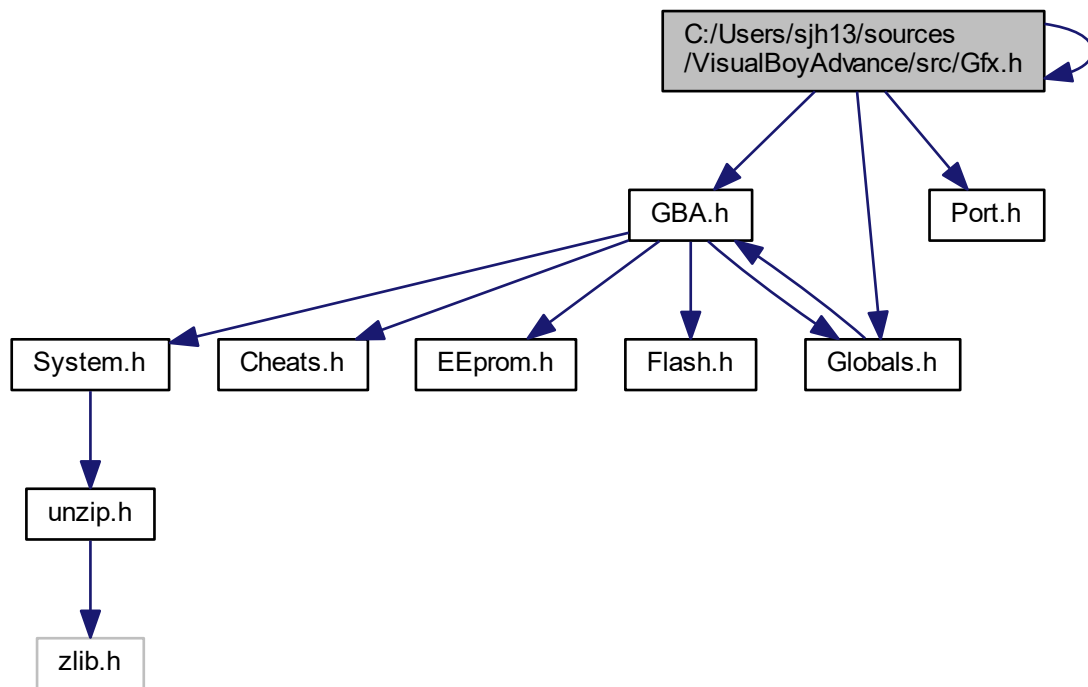 C:/Users/sjh13/sources
/VisualBoyAdvance/src/Gfx.h
GBA.h
Port.h
System.h
Cheats.h
EEprom.h
Flash.h
Globals.h
unzip.h
zlib.h